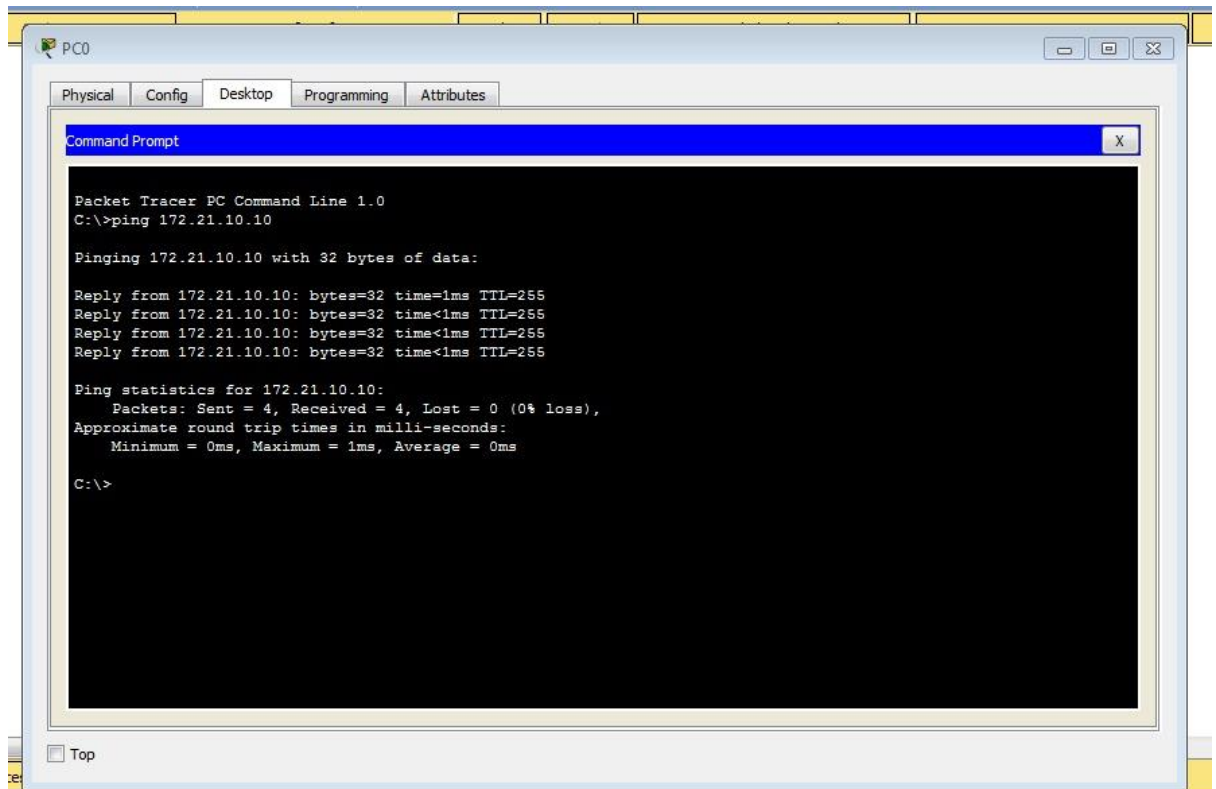 PC0
Physical Config Desktop Programming Attributes
Command Prompt
X
Packet Tracer PC Command Line 1.0
C:\>ping 172.21.10.10
Pinging 172.21.10.10 with 32 bytes of data:
Reply from 172.21.10.10: bytes=32 time=1ms TTL=255
Reply from 172.21.10.10: bytes=32 time<1ms TTL=255
Reply from 172.21.10.10: bytes=32 time<1ms TTL=255
Reply from 172.21.10.10: bytes=32 time<1ms TTL=255
Ping statistics for 172.21.10.10:
Packets: Sent = 4, Received = 4, Lost = 0 (0% loss),
Approximate round trip times in milli-seconds:
Minimum = 0ms, Maximum = 1ms, Average = 0ms
C:\>
Top